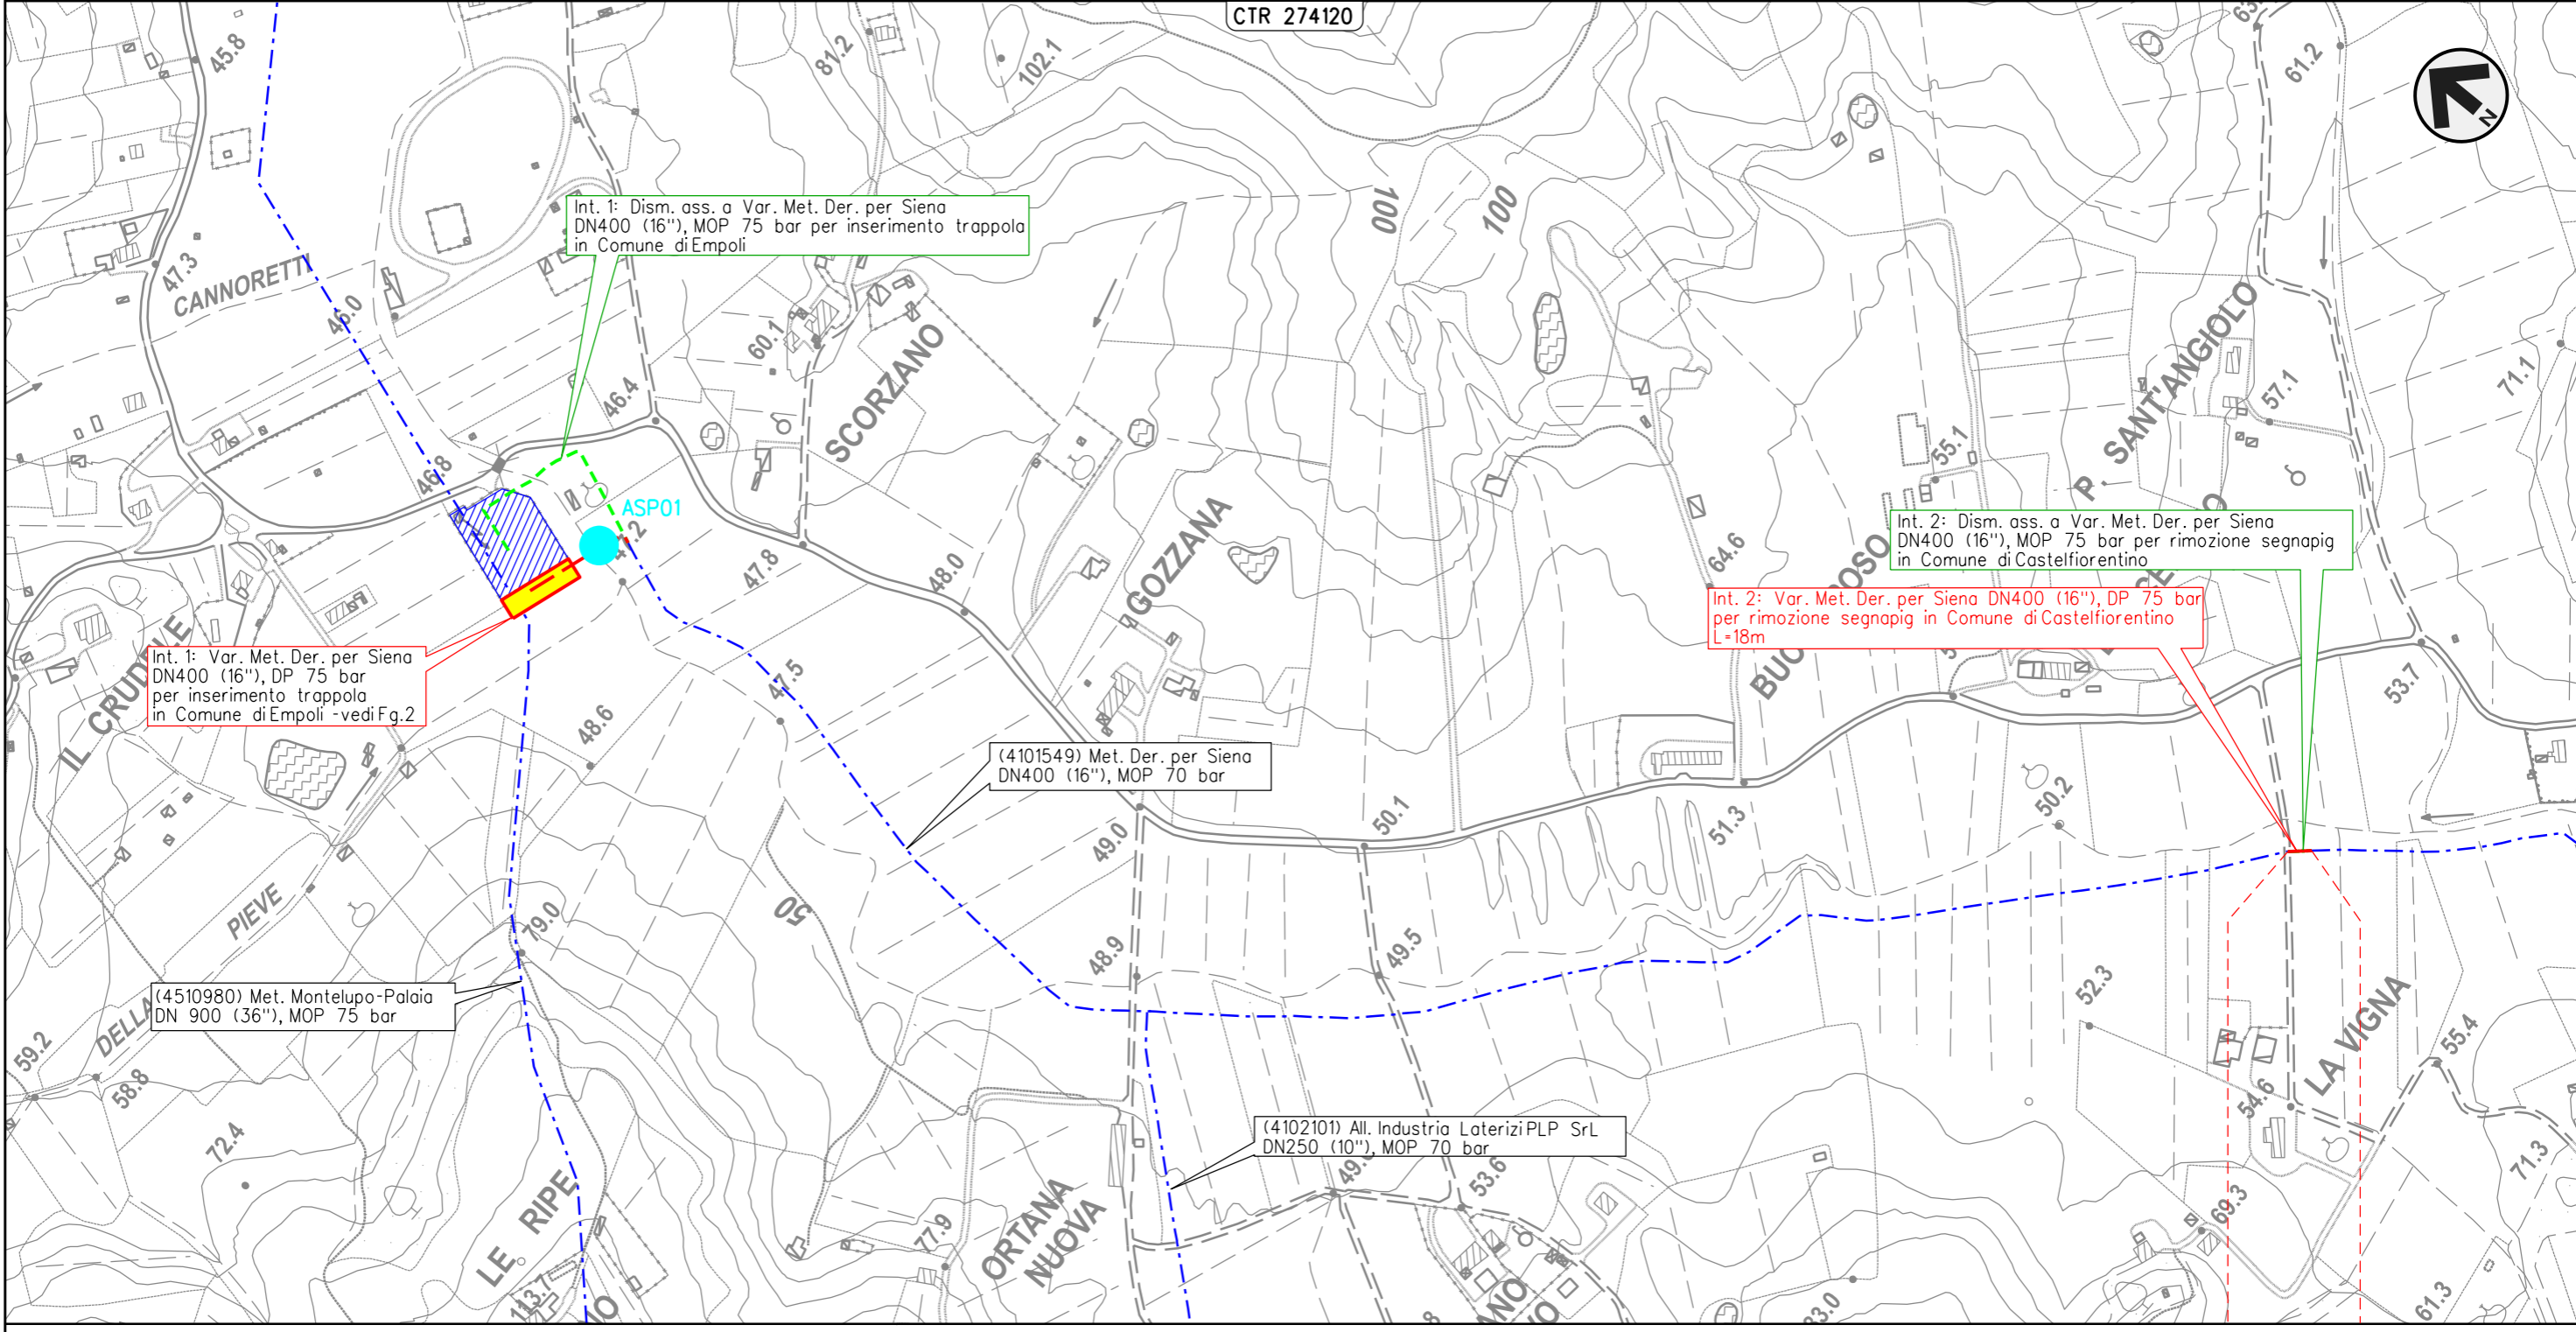 CTR 274120
45.8
81.2
102.1
61.2
N
Int. 1: Dism. ass. a Var. Met. Der. per Siena
DN400 (16"), MOP 75 bar per inserimento trappola
in Comune di Empoli
100
100
47.3
CANNORETTI
46.0
60.1
SCORZANO
46.4
P. SANT'ANGIOLO
57.1
71.1
46.8
ASP01
47.8
48.0
GOZZANA
55.1
64.6
Int. 2: Dism. ass. a Var. Met. Der. per Siena
DN400 (16"), MOP 75 bar per rimozione segnapig
in Comune di Castelfiorentino
Int. 2: Var. Met. Der. per Siena DN400 (16"), DP 75 bar
per rimozione segnapig in Comune di Castelfiorentino
L=18m
IL CRUDELE
Int. 1: Var. Met. Der. per Siena
DN400 (16"), DP 75 bar
per inserimento trappola
in Comune di Empoli -vedi Fg.2
47.5
48.6
53.7
(4101549) Met. Der. per Siena
DN400 (16"), MOP 70 bar
49.0
50.1
51.3
50.2
50
PIEVE
DELLA
79.0
48.9
49.5
52.3
(4510980) Met. Montelupo-Palaia
DN 900 (36"), MOP 75 bar
59.2
58.8
LA VIGNA
55.4
54.6
72.4
(4102101) All. Industria Laterizi PLP SrL
DN250 (10"), MOP 70 bar
53.6
71.3
69.3
LE RIPE
77.9
ORTANA
NUOVA
113.7
61.3